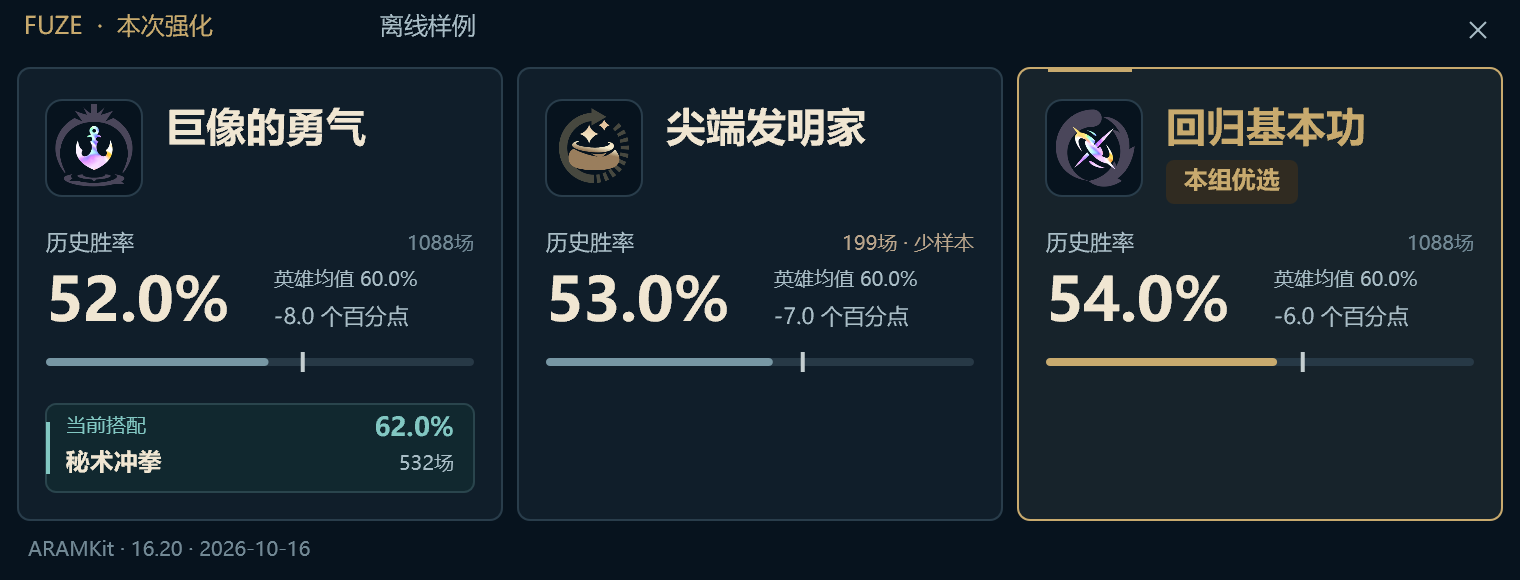 FUZE · 本次强化
离线样例
巨像的勇气
历史胜率
1088场
52.0%
英雄均值 60.0%
-8.0 个百分点
当前搭配
62.0%
秘术冲拳
532场
尖端发明家
历史胜率
199场 · 少样本
53.0%
英雄均值 60.0%
-7.0 个百分点
回归基本功
本组优选
历史胜率
1088场
54.0%
英雄均值 60.0%
-6.0 个百分点
ARAMKit · 16.20 · 2026-10-16